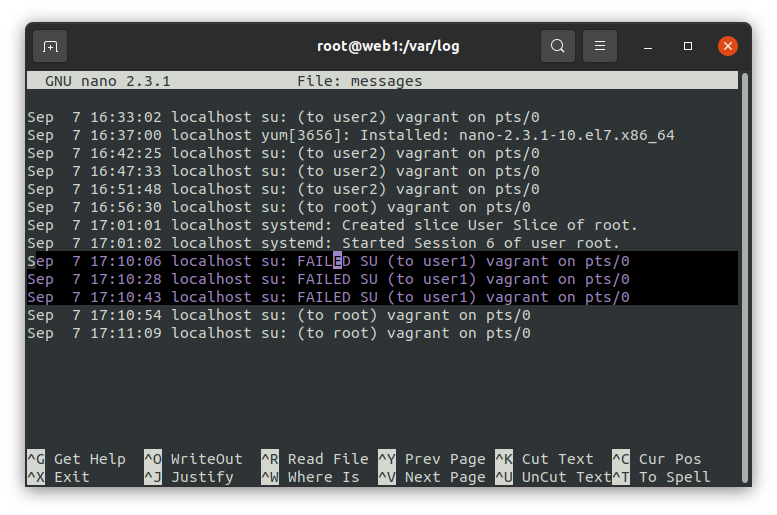 root@web1:/var/log
GNU nano 2.3.1 File: messages
Sep  7 16:33:02 localhost su: (to user2) vagrant on pts/0
Sep  7 16:37:00 localhost yum[3656]: Installed: nano-2.3.1-10.el7.x86_64
Sep  7 16:42:25 localhost su: (to user2) vagrant on pts/0
Sep  7 16:47:33 localhost su: (to user2) vagrant on pts/0
Sep  7 16:51:48 localhost su: (to user2) vagrant on pts/0
Sep  7 16:56:30 localhost su: (to root) vagrant on pts/0
Sep  7 17:01:01 localhost systemd: Created slice User Slice of root.
Sep  7 17:01:02 localhost systemd: Started Session 6 of user root.
Sep  7 17:10:06 localhost su: FAILED SU (to user1) vagrant on pts/0
Sep  7 17:10:28 localhost su: FAILED SU (to user1) vagrant on pts/0
Sep  7 17:10:43 localhost su: FAILED SU (to user1) vagrant on pts/0
Sep  7 17:10:54 localhost su: (to root) vagrant on pts/0
Sep  7 17:11:09 localhost su: (to root) vagrant on pts/0
^G Get Help ^O WriteOut ^R Read File ^Y Prev Page ^K Cut Text ^C Cur Pos
^X Exit ^J Justify ^W Where Is ^V Next Page ^U UnCut Text^T To Spell